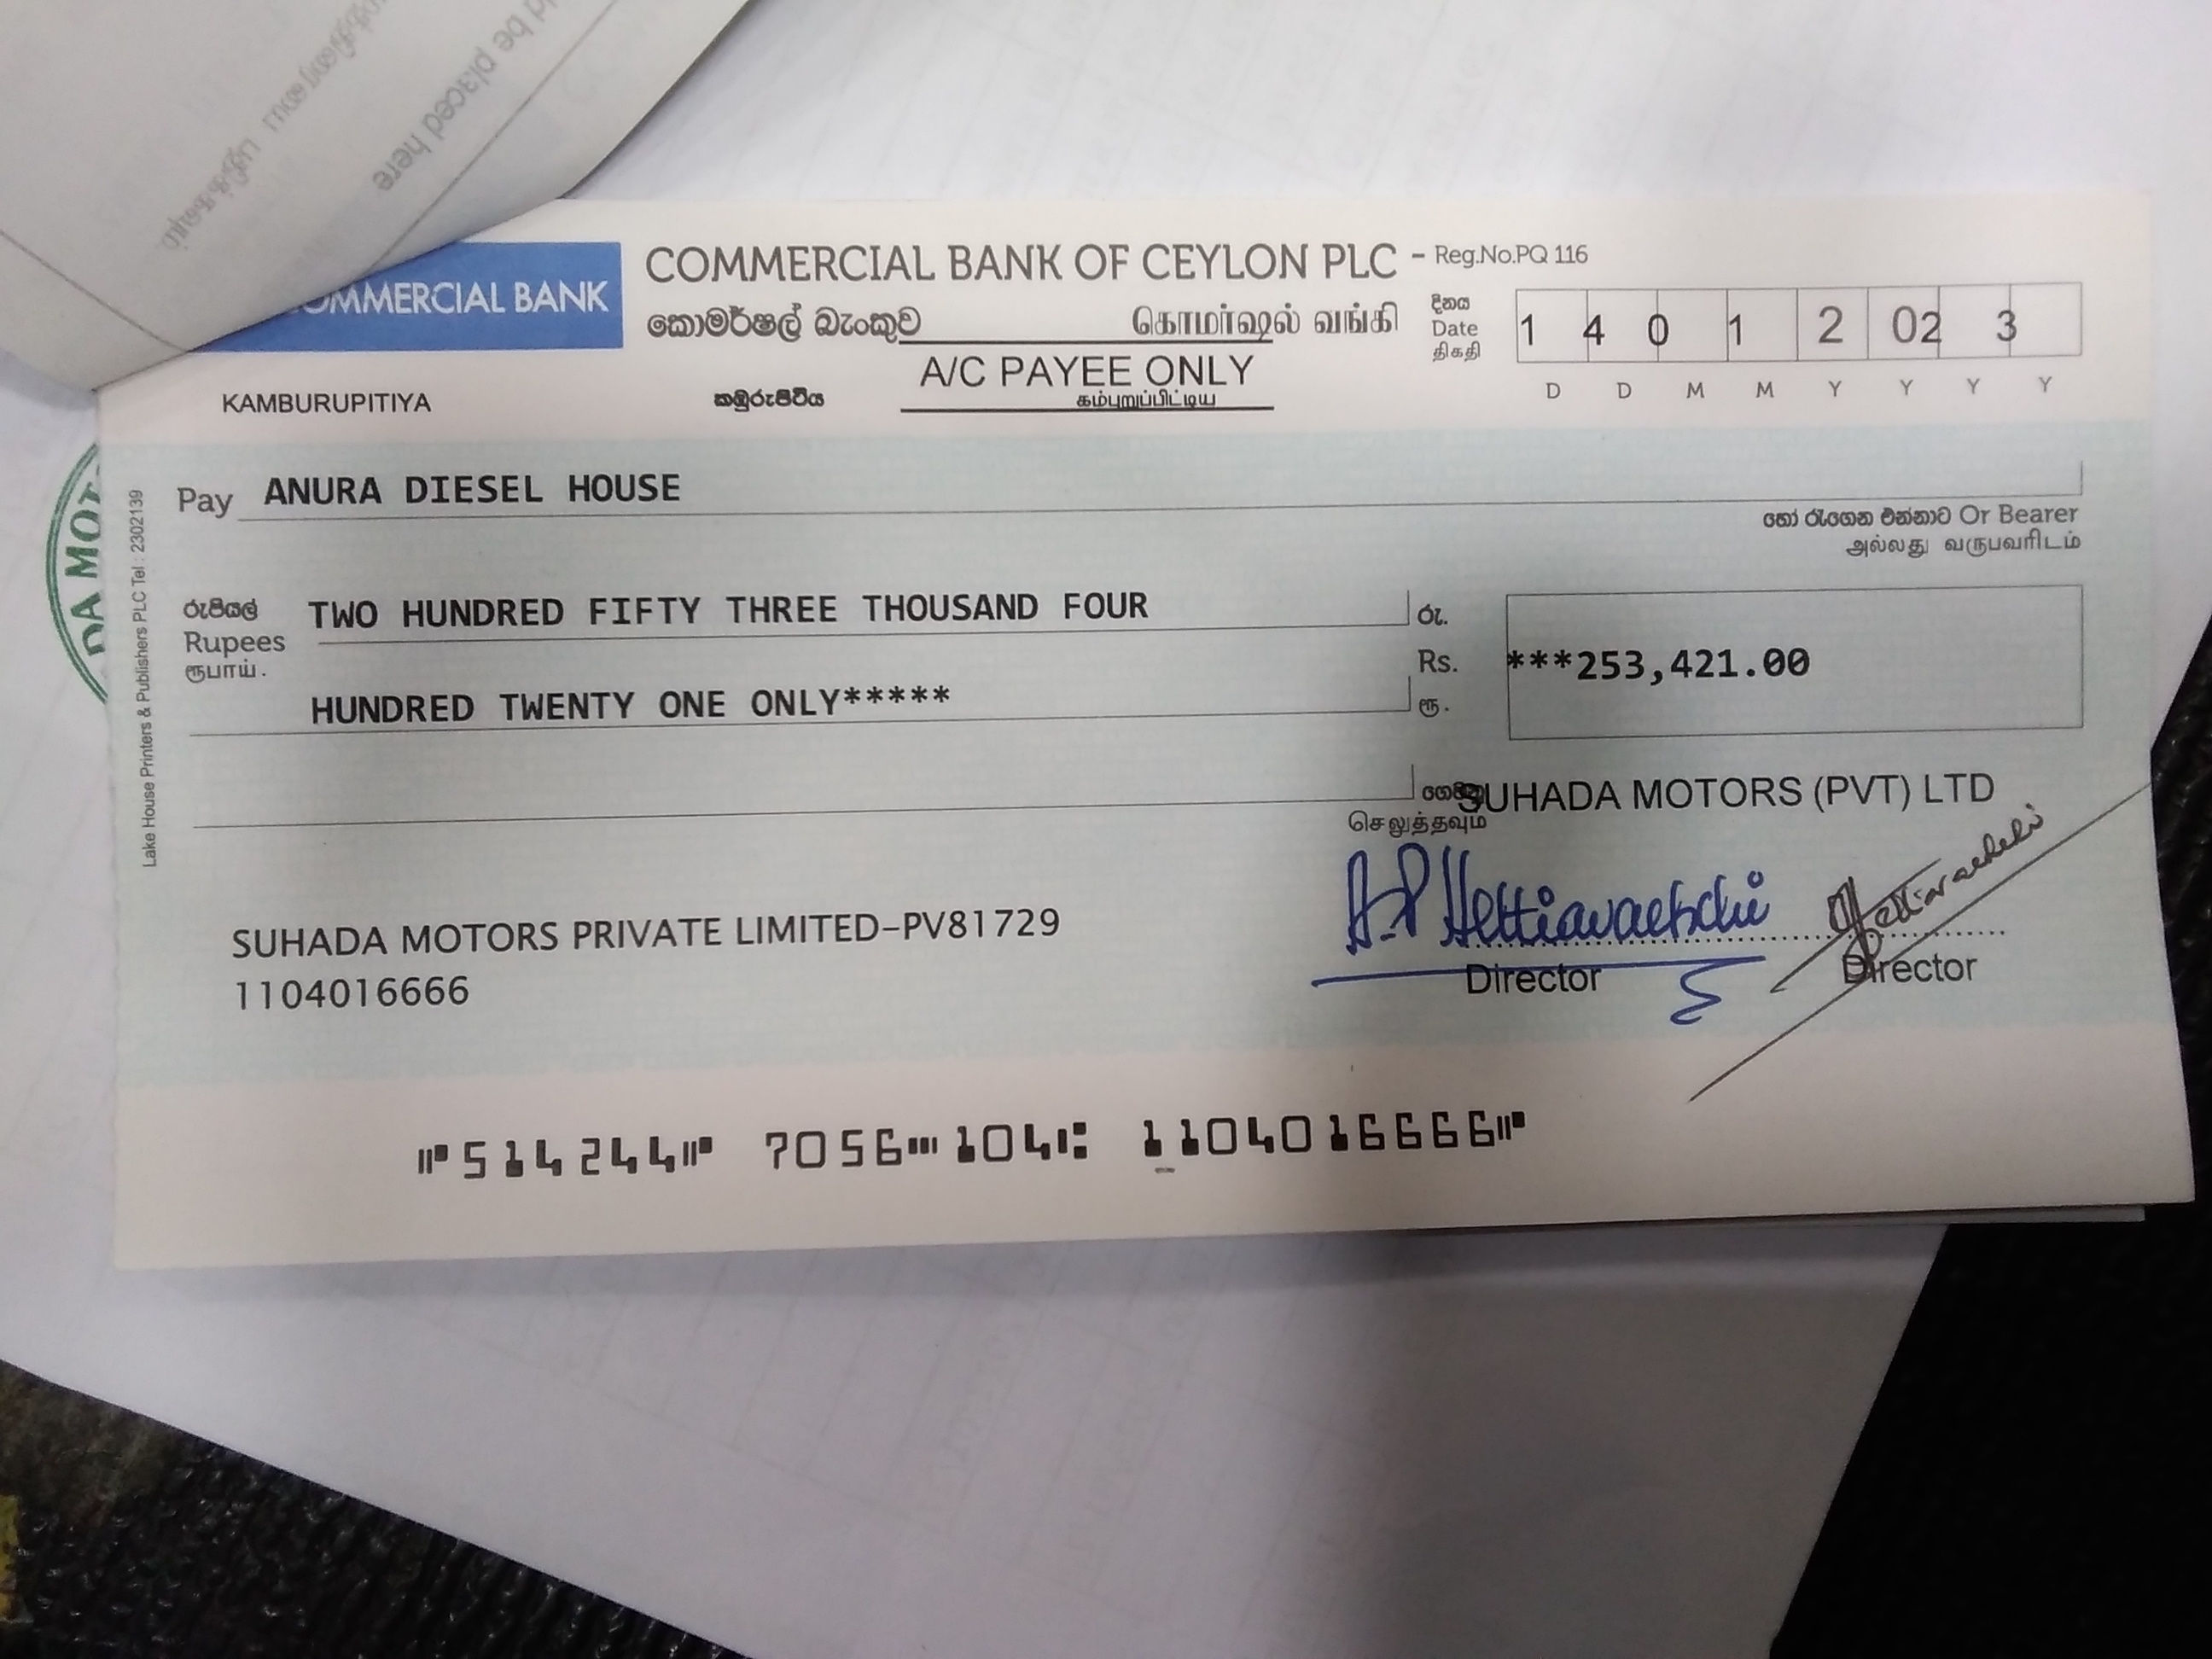 be placed here
COMMERCIAL BANK
COMMERCIAL BANK OF CEYLON PLC - Reg.No.PQ 116
කොමර්ෂල් බැංකුව கொமர்ஷல் வங்கி
දිනය
Date
திகதி
1 4 0 1 2 0 2 3
D D M M Y Y Y Y
A/C PAYEE ONLY
KAMBURUPITIYA කඹුරුපිටිය கம்புறுப்பிட்டிய
Pay ANURA DIESEL HOUSE
හෝ රැගෙන එන්නාට Or Bearer
அல்லது வருபவரிடம்
රුපියල්
Rupees
ரூபாய்.
TWO HUNDRED FIFTY THREE THOUSAND FOUR
HUNDRED TWENTY ONE ONLY*****
රු.
Rs.
ரூ.
***253,421.00
SUHADA MOTORS (PVT) LTD
செலுத்தவும்
A.P Hettiarachchi
Director Director
SUHADA MOTORS PRIVATE LIMITED-PV81729
1104016666
⑈514244⑈ 7056⑉104⑆ 1104016666⑈
Lake House Printers & Publishers PLC Tel : 2302139
DA MOT